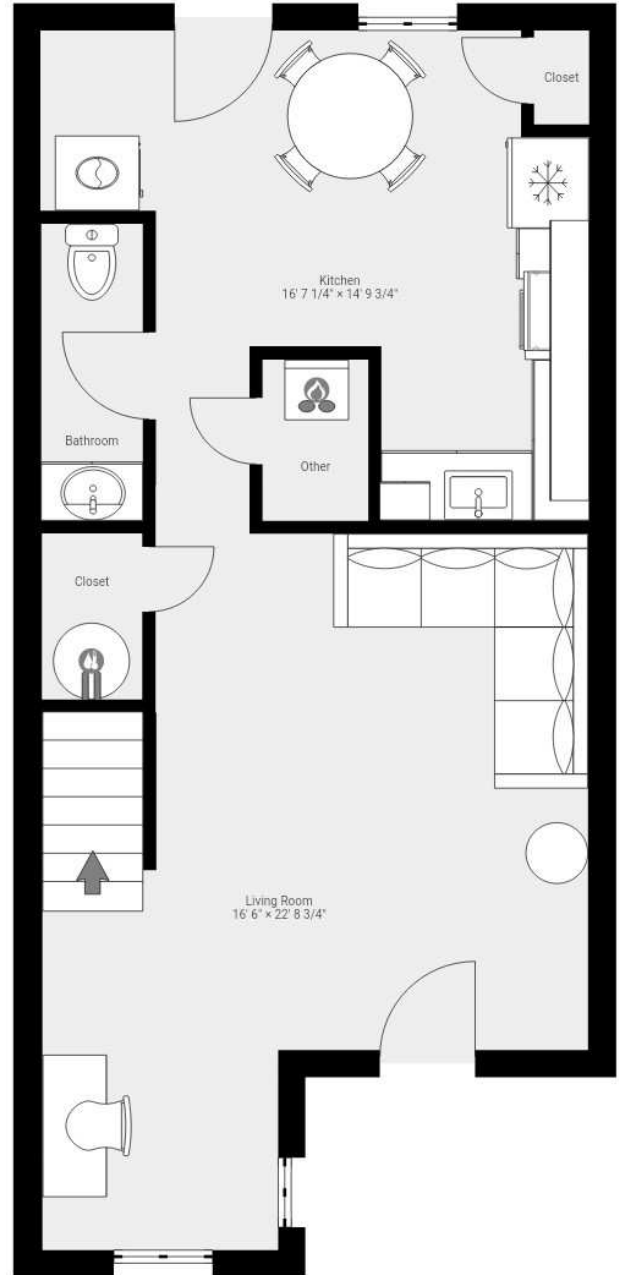 Closet
Kitchen
16' 7 1/4" × 14' 9 3/4"
Bathroom
Other
Closet
Living Room
16' 6" × 22' 8 3/4"